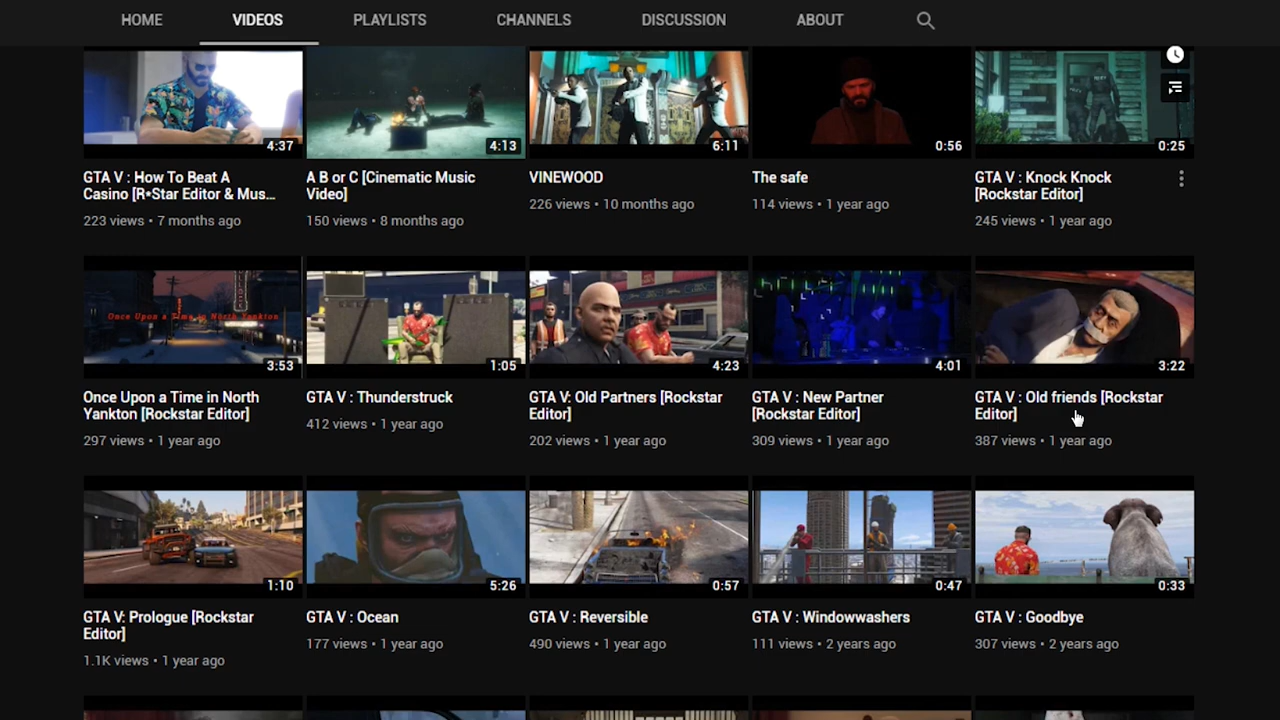 HOME VIDEOS PLAYLISTS CHANNELS DISCUSSION ABOUT
4:37 4:13 6:11 0:56 0:25
GTA V : How To Beat A
Casino [R★Star Editor & Mus...
223 views • 7 months ago
A B or C [Cinematic Music
Video]
150 views • 8 months ago
VINEWOOD
226 views • 10 months ago
The safe
114 views • 1 year ago
GTA V : Knock Knock
[Rockstar Editor]
245 views • 1 year ago
Once Upon a Time in North Yankton
3:53 1:05 4:23 4:01 3:22
Once Upon a Time in North
Yankton [Rockstar Editor]
297 views • 1 year ago
GTA V : Thunderstruck
412 views • 1 year ago
GTA V: Old Partners [Rockstar
Editor]
202 views • 1 year ago
GTA V : New Partner
[Rockstar Editor]
309 views • 1 year ago
GTA V : Old friends [Rockstar
Editor]
387 views • 1 year ago
1:10 5:26 0:57 0:47 0:33
GTA V: Prologue [Rockstar
Editor]
1.1K views • 1 year ago
GTA V : Ocean
177 views • 1 year ago
GTA V : Reversible
490 views • 1 year ago
GTA V : Windowwashers
111 views • 2 years ago
GTA V : Goodbye
307 views • 2 years ago